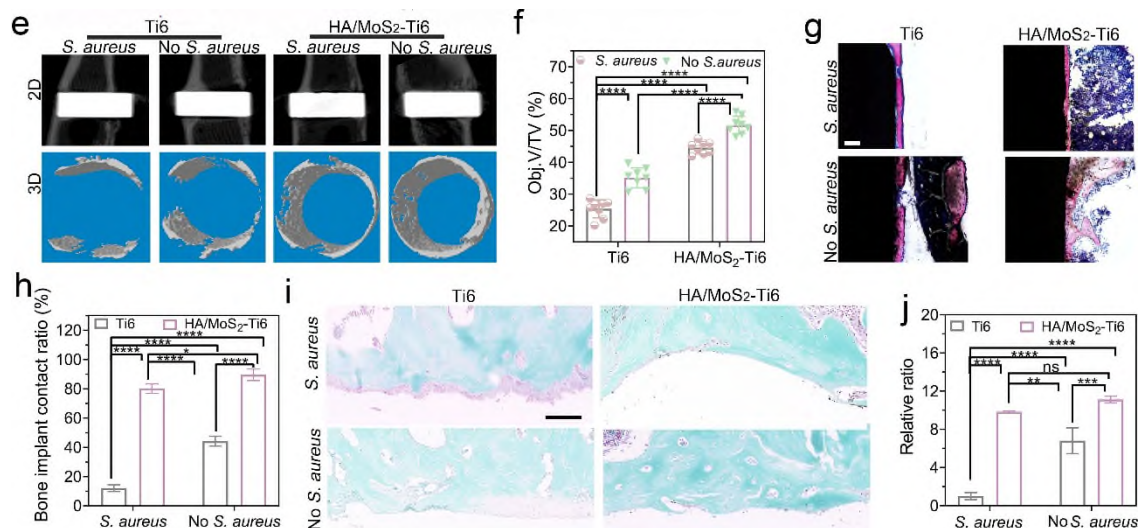 e
Ti6
HA/MoS2-Ti6
S. aureus
No S. aureus
S. aureus
No S. aureus
2D
3D
f
S. aureus
No S.aureus
Obj.V/TV (%)
70
60
50
40
30
20
****
****
****
****
****
****
Ti6
HA/MoS2-Ti6
g
Ti6
HA/MoS2-Ti6
S. aureus
No S. aureus
h
Bone implant contact ratio (%)
Ti6
HA/MoS2-Ti6
120
100
80
60
40
20
0
****
****
****
*
****
****
S. aureus
No S. aureus
i
Ti6
HA/MoS2-Ti6
S. aureus
No S. aureus
j
Relative ratio
Ti6
HA/MoS2-Ti6
16
12
8
4
0
****
****
****
ns
**
***
S. aureus
No S. aureus